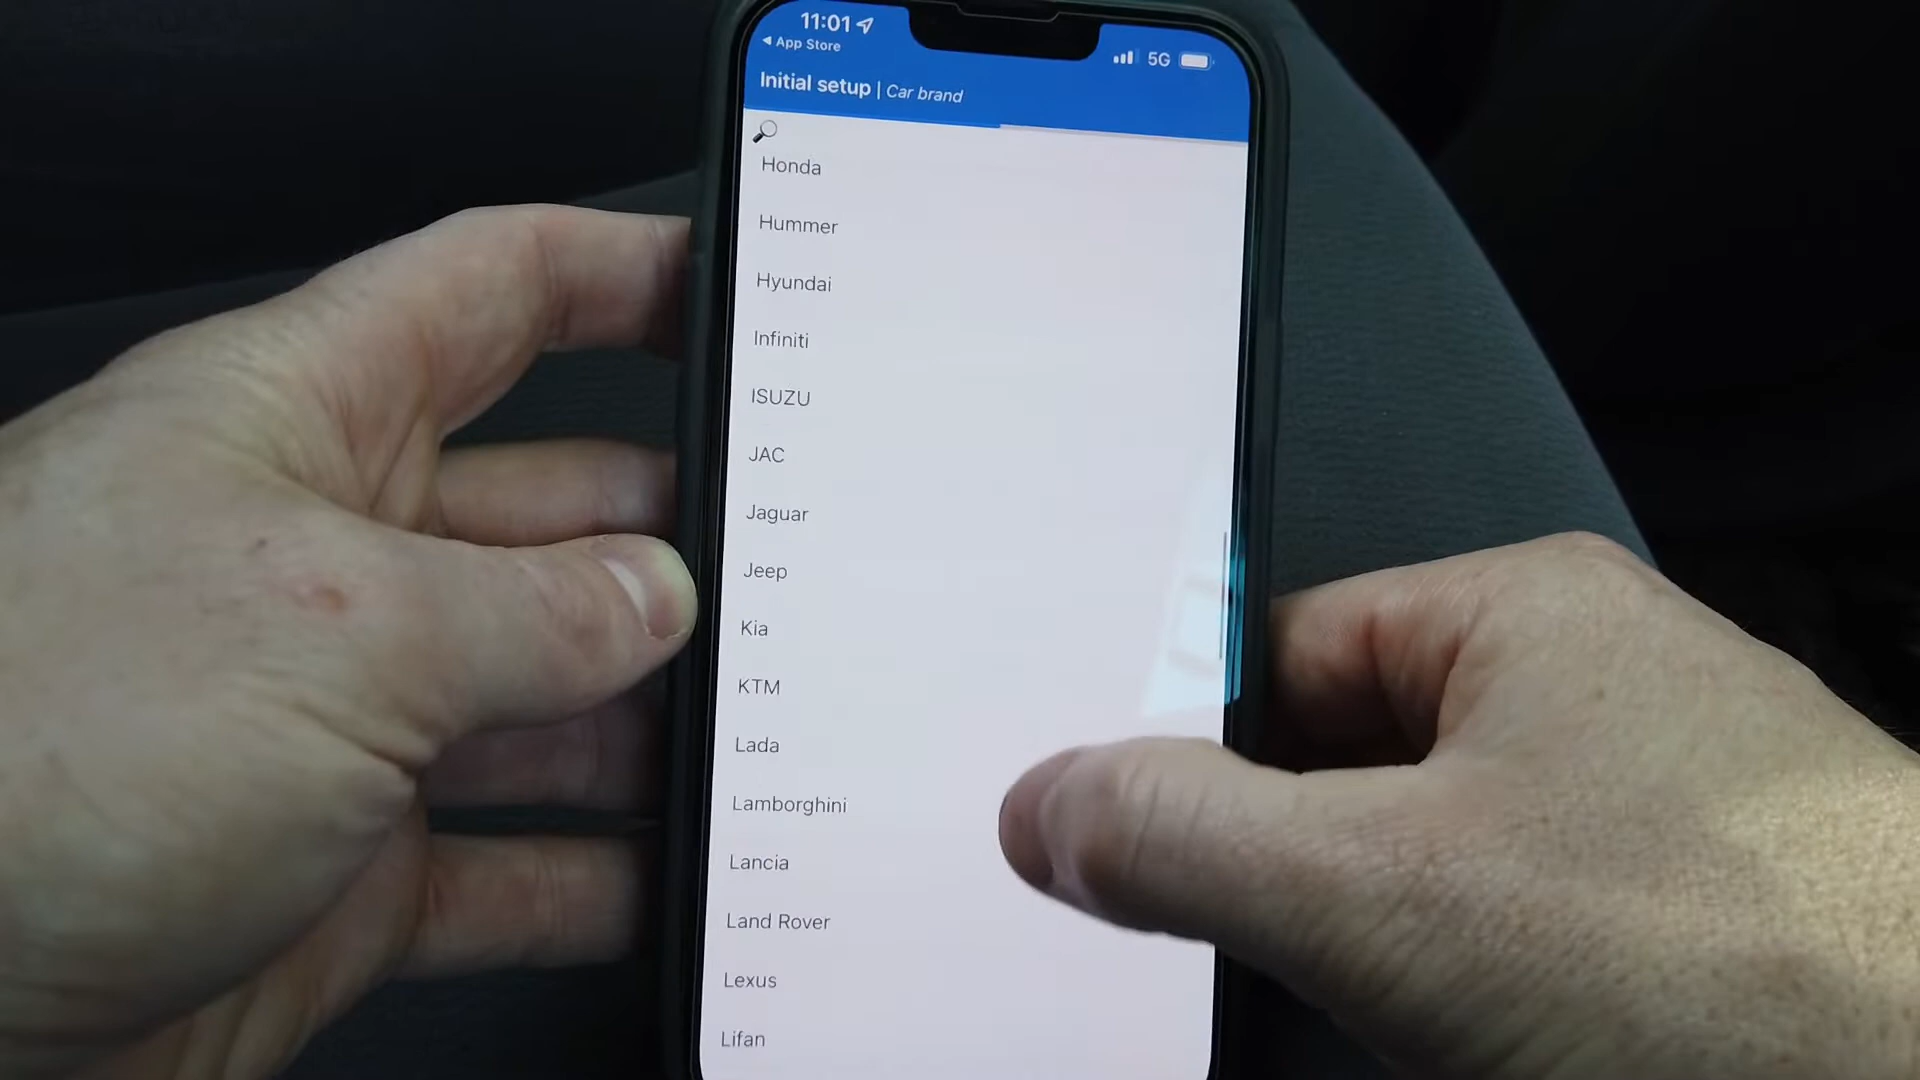 11:01
App Store
5G
Initial setup | Car brand
Honda
Hummer
Hyundai
Infiniti
ISUZU
JAC
Jaguar
Jeep
Kia
KTM
Lada
Lamborghini
Lancia
Land Rover
Lexus
Lifan